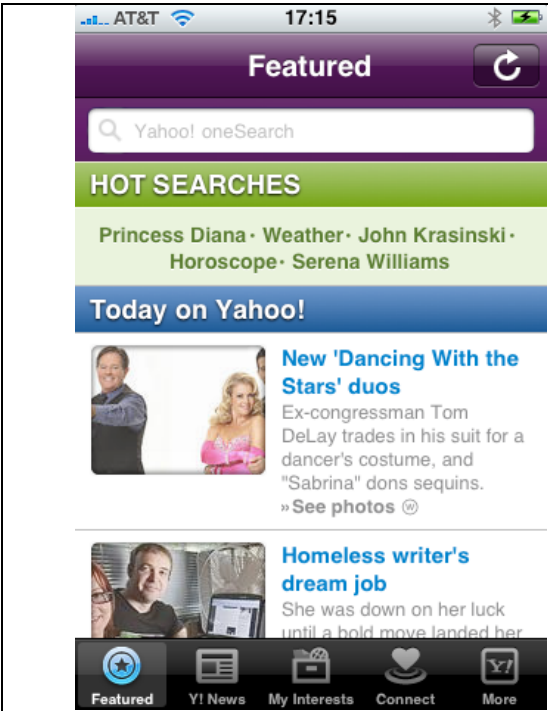 AT&T 17:15
Featured
Yahoo! oneSearch
HOT SEARCHES
Princess Diana · Weather · John Krasinski ·
Horoscope · Serena Williams
Today on Yahoo!
New 'Dancing With the
Stars' duos
Ex-congressman Tom
DeLay trades in his suit for a
dancer's costume, and
"Sabrina" dons sequins.
»See photos ⓦ
Homeless writer's
dream job
She was down on her luck
until a bold move landed her
Featured Y! News My Interests Connect Y! More